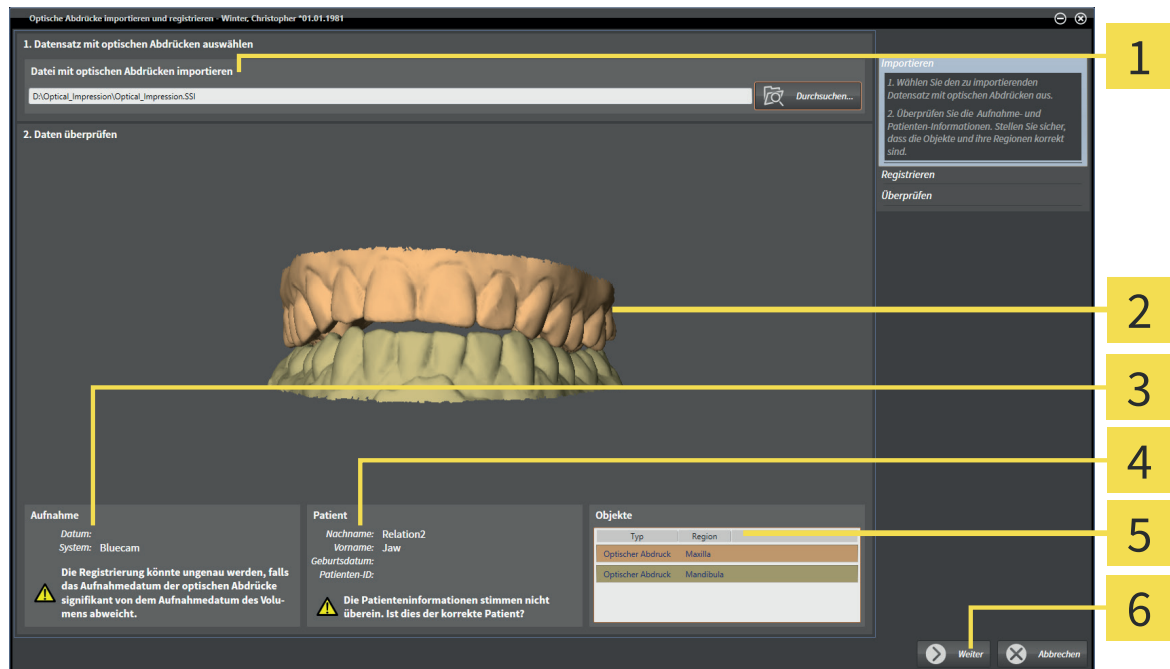 Optische Abdrücke importieren und registrieren - Winter, Christopher *01.01.1981
1. Datensatz mit optischen Abdrücken auswählen
Datei mit optischen Abdrücken importieren
D:\Optical_Impression\Optical_Impression.SSI
Durchsuchen...
2. Daten überprüfen
Importieren
1. Wählen Sie den zu importierenden
Datensatz mit optischen Abdrücken aus.
2. Überprüfen Sie die Aufnahme- und
Patienten-Informationen. Stellen Sie sicher,
dass die Objekte und ihre Regionen korrekt
sind.
Registrieren
Überprüfen
Aufnahme
Datum:
System: Bluecam
Die Registrierung könnte ungenau werden, falls
das Aufnahmedatum der optischen Abdrücke
signifikant von dem Aufnahmedatum des Volu-
mens abweicht.
Patient
Nachname: Relation2
Vorname: Jaw
Geburtsdatum:
Patienten-ID:
Die Patienteninformationen stimmen nicht
überein. Ist dies der korrekte Patient?
Objekte
Typ Region
Optischer Abdruck Maxilla
Optischer Abdruck Mandibula
Weiter
Abbrechen
1
2
3
4
5
6